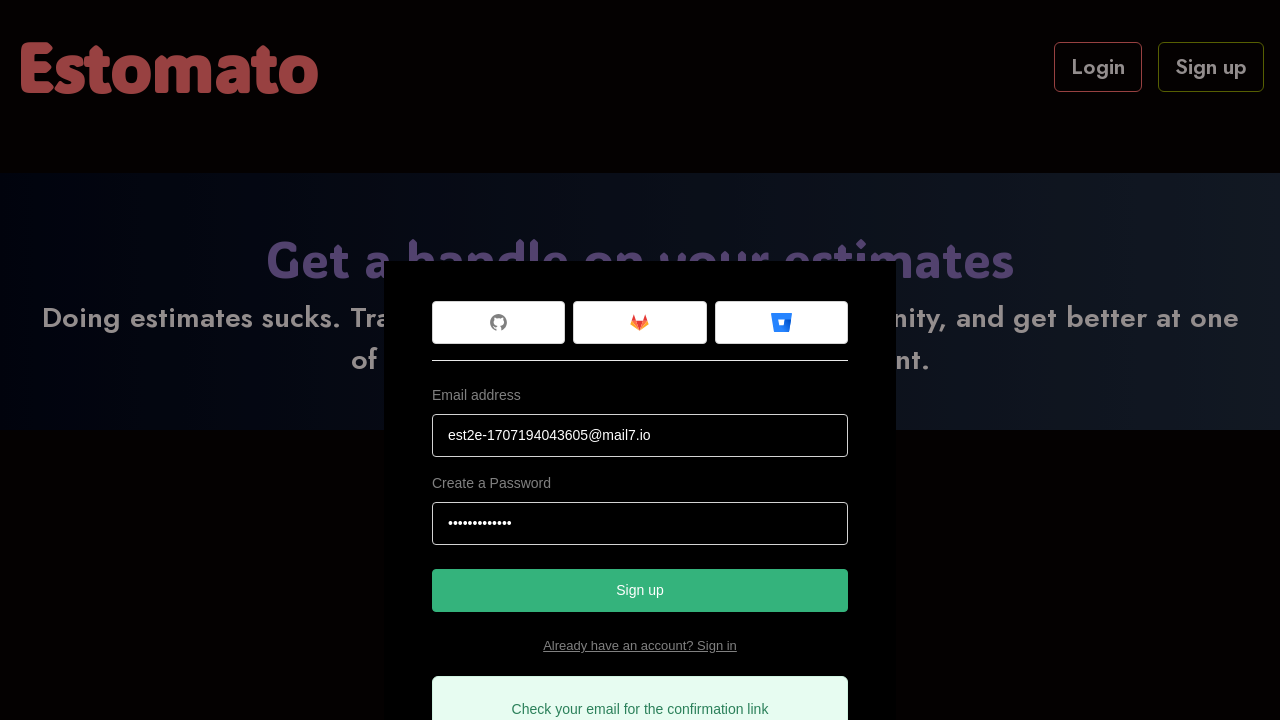 Estomato
Login
Sign up
Get a handle on your estimates
Doing estimates sucks. Tra
nity, and get better at one
of
nt.
Email address
est2e-1707194043605@mail7.io
Create a Password
•••••••••••••
Sign up
Already have an account? Sign in
Check your email for the confirmation link